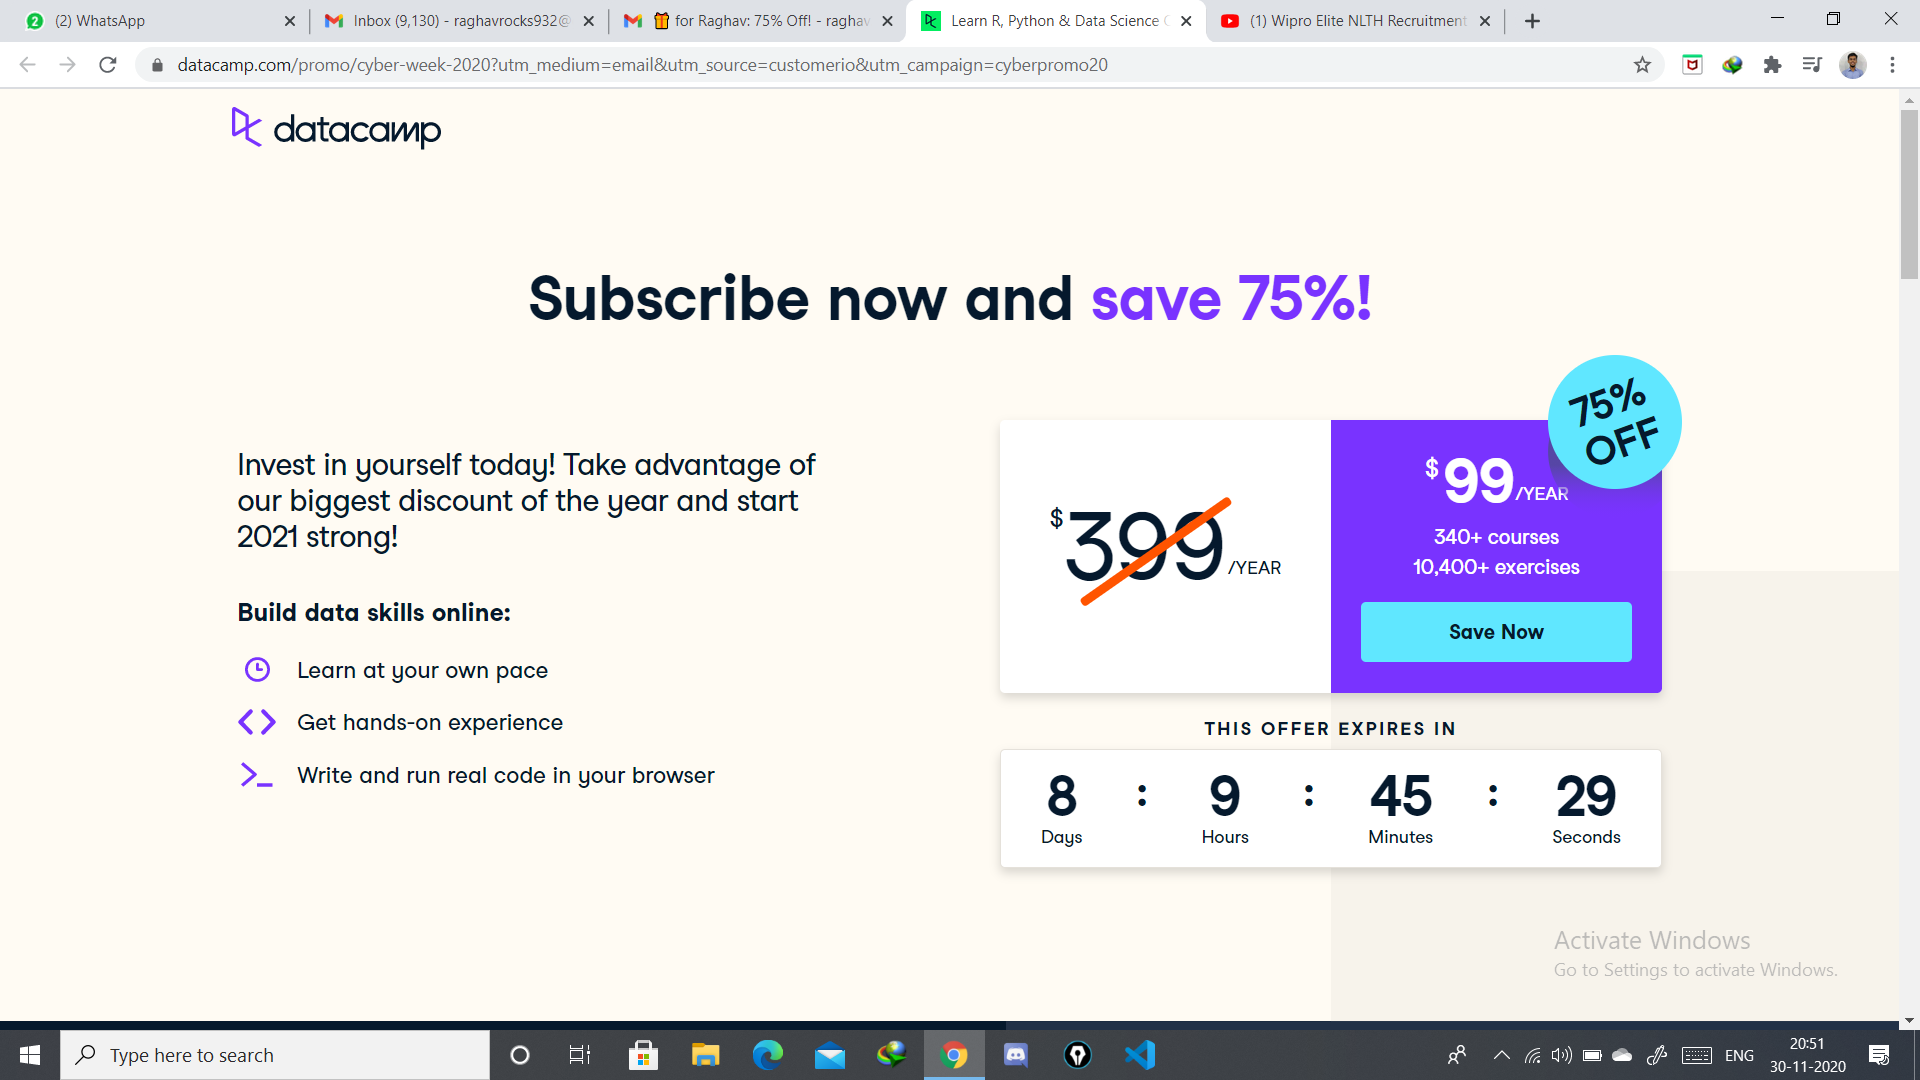 (2) WhatsApp
Inbox (9,130) - raghavrocks932@
for Raghav: 75% Off! - raghav
Learn R, Python & Data Science
(1) Wipro Elite NLTH Recruitment
datacamp.com/promo/cyber-week-2020?utm_medium=email&utm_source=customerio&utm_campaign=cyberpromo20
datacamp
Subscribe now and save 75%!
75%
OFF
Invest in yourself today! Take advantage of
our biggest discount of the year and start
2021 strong!
Build data skills online:
Learn at your own pace
Get hands-on experience
Write and run real code in your browser
$399/YEAR
$99/YEAR
340+ courses
10,400+ exercises
Save Now
THIS OFFER EXPIRES IN
8 : 9 : 45 : 29
Days Hours Minutes Seconds
Activate Windows
Go to Settings to activate Windows.
Type here to search
ENG
20:51
30-11-2020